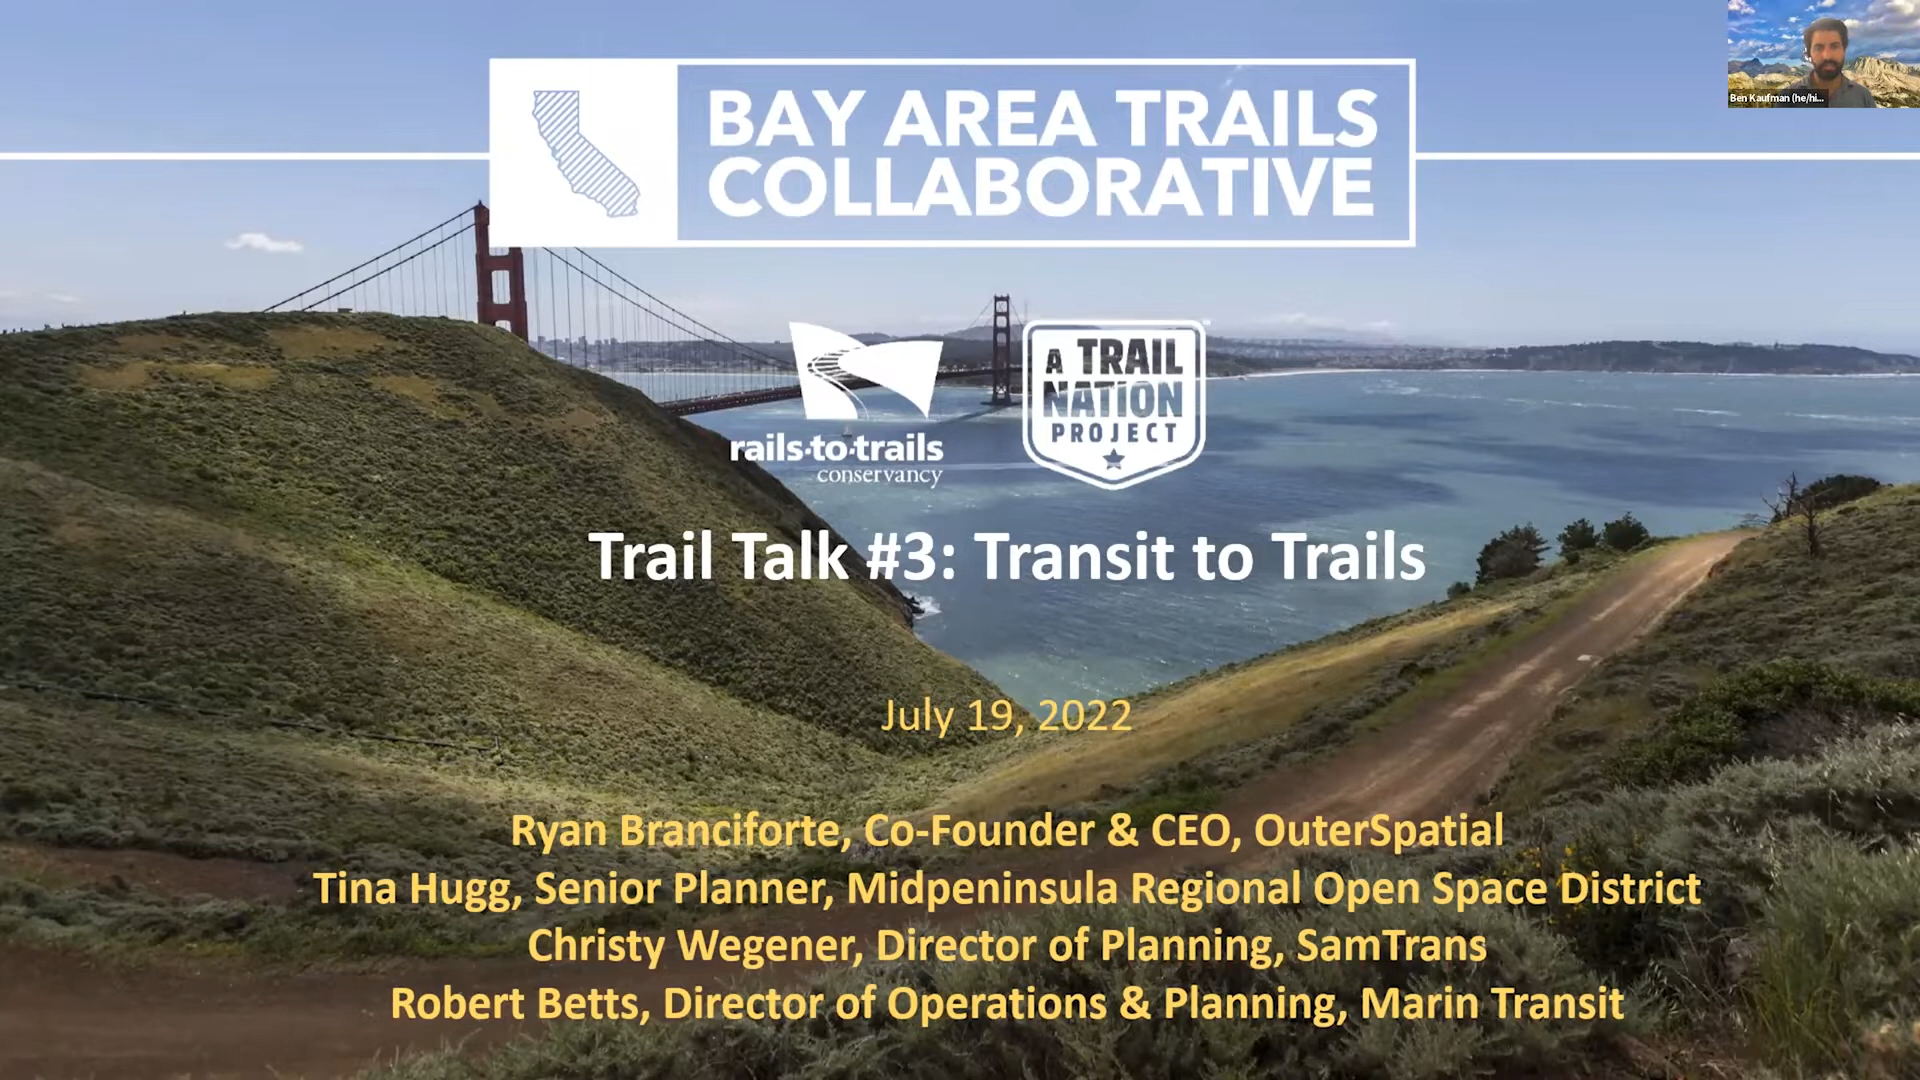 Ben Kaufman (he/hi...
BAY AREA TRAILS
COLLABORATIVE
rails·to·trails
conservancy
A TRAIL
NATION
PROJECT
Trail Talk #3: Transit to Trails
July 19, 2022
Ryan Branciforte, Co-Founder & CEO, OuterSpatial
Tina Hugg, Senior Planner, Midpeninsula Regional Open Space District
Christy Wegener, Director of Planning, SamTrans
Robert Betts, Director of Operations & Planning, Marin Transit